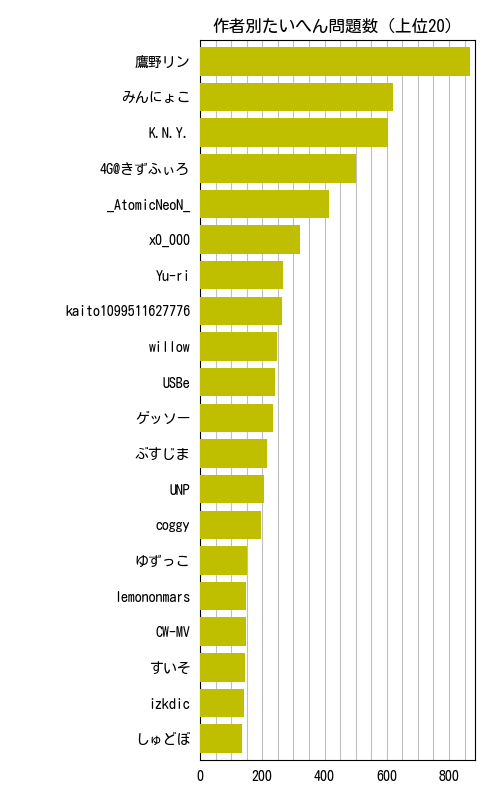 作者別たいへん問題数（上位20）
鷹野リン
みんにょこ
K.N.Y.
4G@きずふぃろ
_AtomicNeoN_
x0_000
Yu-ri
kaito1099511627776
willow
USBe
ゲッソー
ぶすじま
UNP
coggy
ゆずっこ
lemononmars
CW-MV
すいそ
izkdic
しゅどぼ
0 200 400 600 800